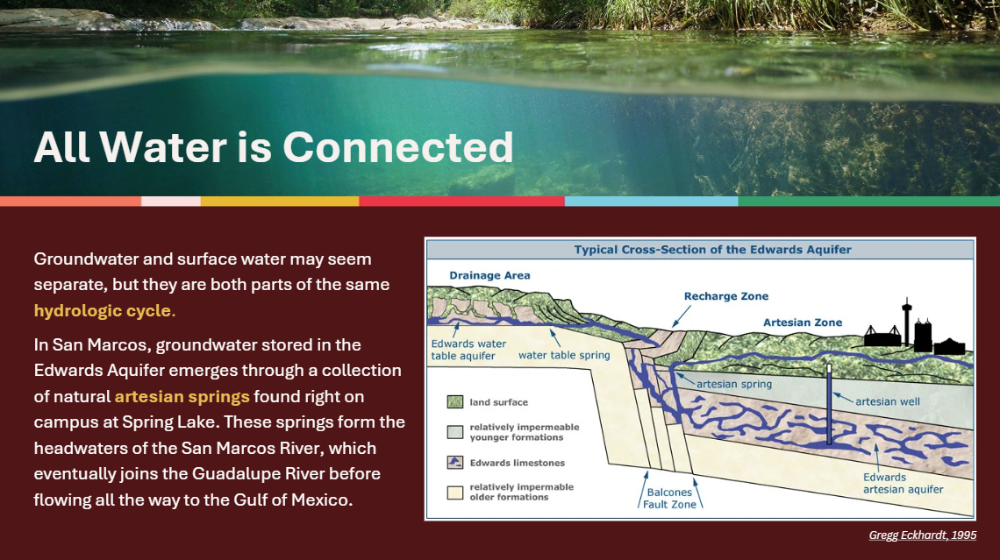 All Water is Connected
Groundwater and surface water may seem
separate, but they are both parts of the same
hydrologic cycle.
In San Marcos, groundwater stored in the
Edwards Aquifer emerges through a collection
of natural artesian springs found right on
campus at Spring Lake. These springs form the
headwaters of the San Marcos River, which
eventually joins the Guadalupe River before
flowing all the way to the Gulf of Mexico.
Typical Cross-Section of the Edwards Aquifer
Drainage Area
Recharge Zone
Artesian Zone
Edwards water
table aquifer
water table spring
artesian spring
artesian well
land surface
relatively impermeable
younger formations
Edwards limestones
relatively impermable
older formations
Balcones
Fault Zone
Edwards
artesian aquifer
Gregg Eckhardt, 1995